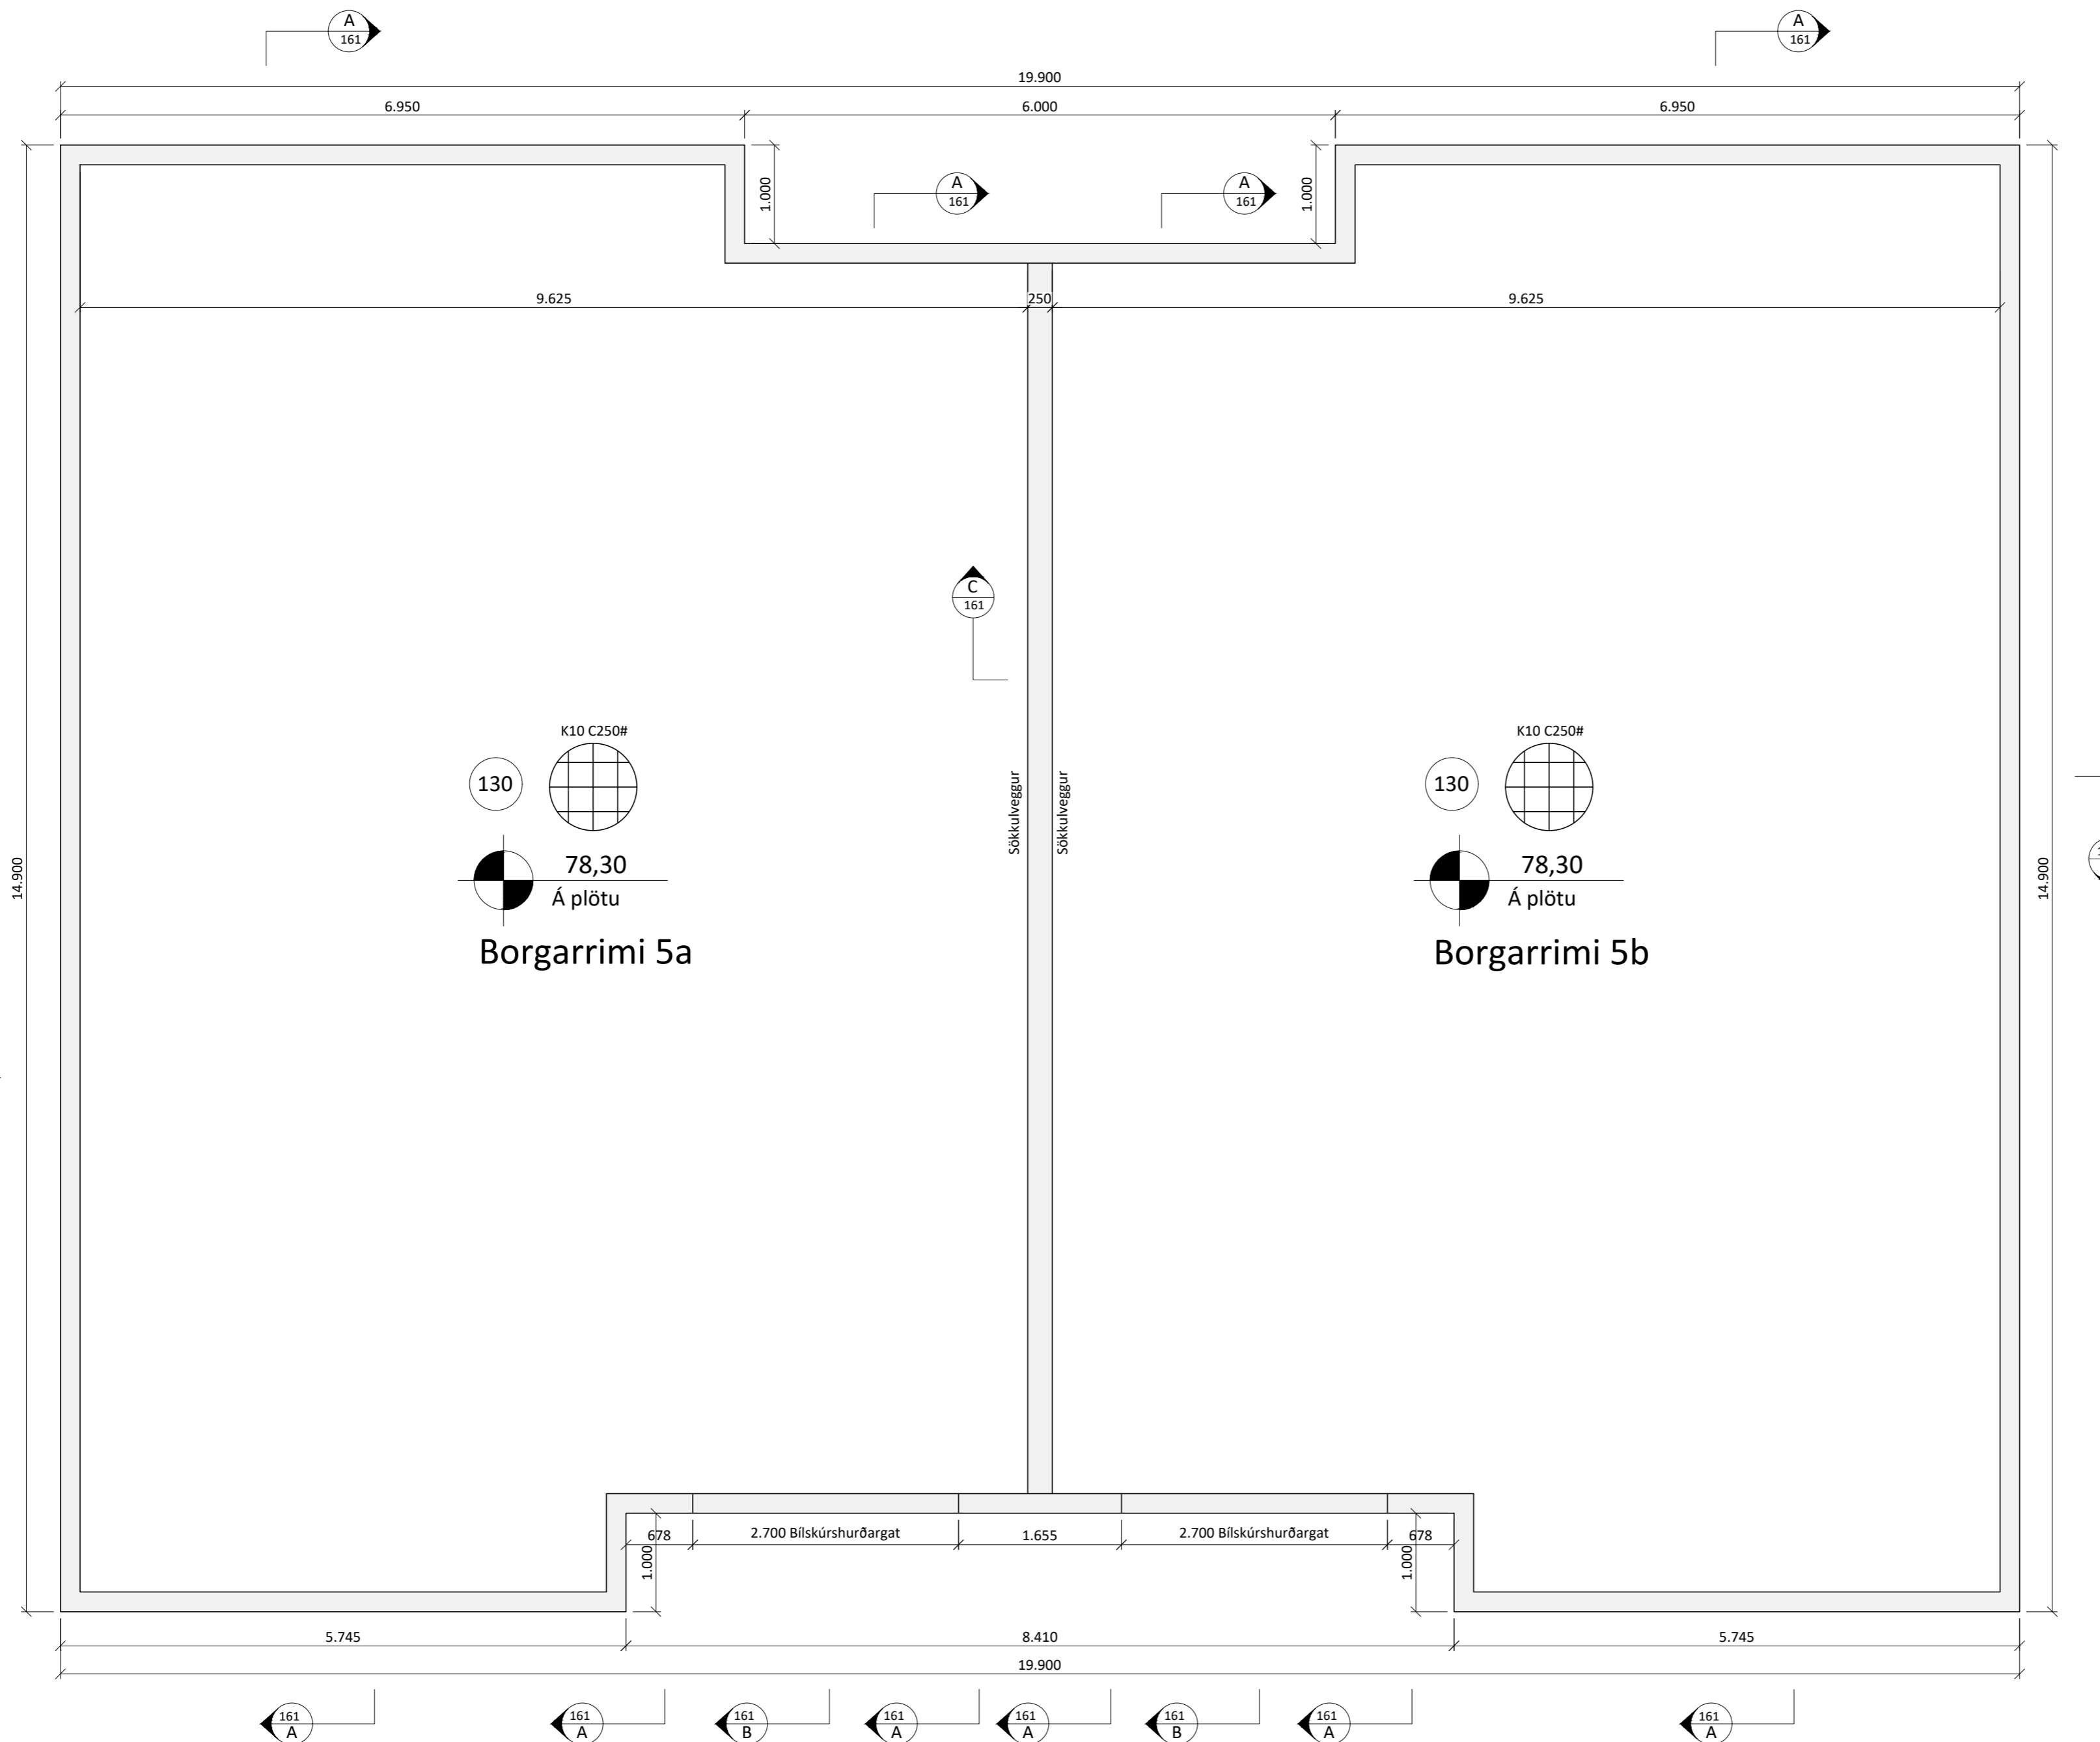 A
161
A
161
19.900
6.950
6.000
6.950
1.000
A
161
A
161
1.000
9.625
250
9.625
C
161
K10 C250#
130
78,30
Á plötu
Borgarrimi 5a
Sökkulveggur
Sökkulveggur
K10 C250#
130
78,30
Á plötu
Borgarrimi 5b
14.900
14.900
678
2.700 Bílskúrshurðargat
1.655
2.700 Bílskúrshurðargat
678
1.000
1.000
5.745
8.410
5.745
19.900
161
A
161
A
161
B
161
A
161
A
161
B
161
A
161
A